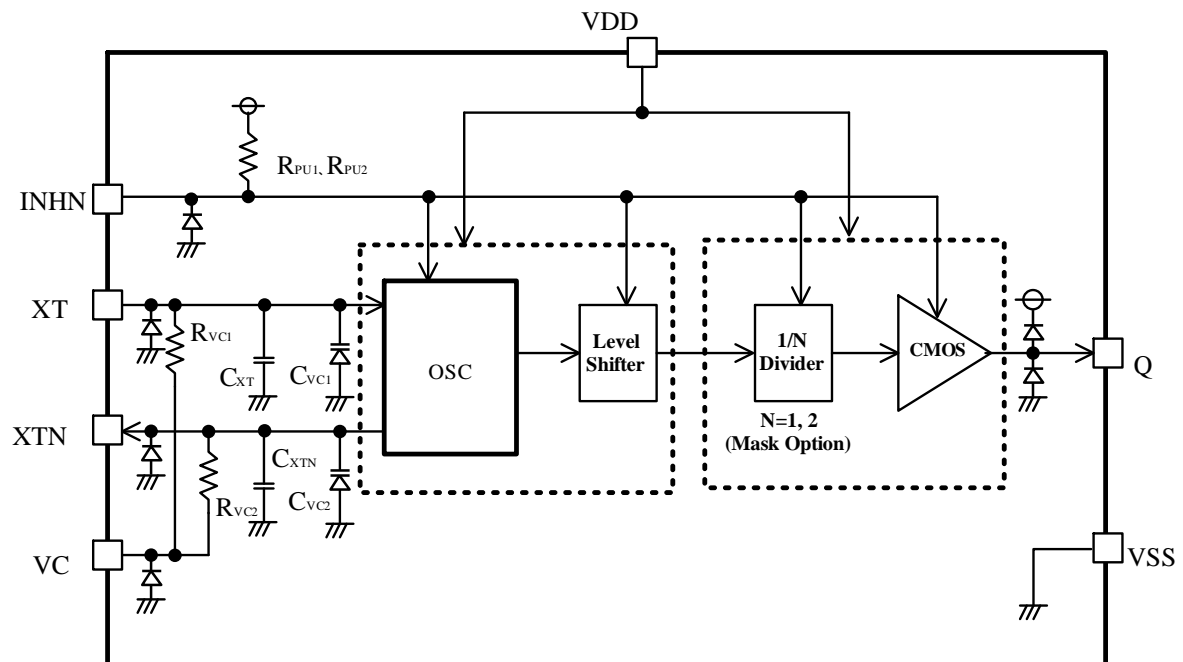 VDD
RPU1、RPU2
INHN
XT
RVC1
CXT
CVC1
OSC
Level
Shifter
1/N
Divider
CMOS
Q
N=1, 2
(Mask Option)
XTN
CXTN
RVC2
CVC2
VC
VSS